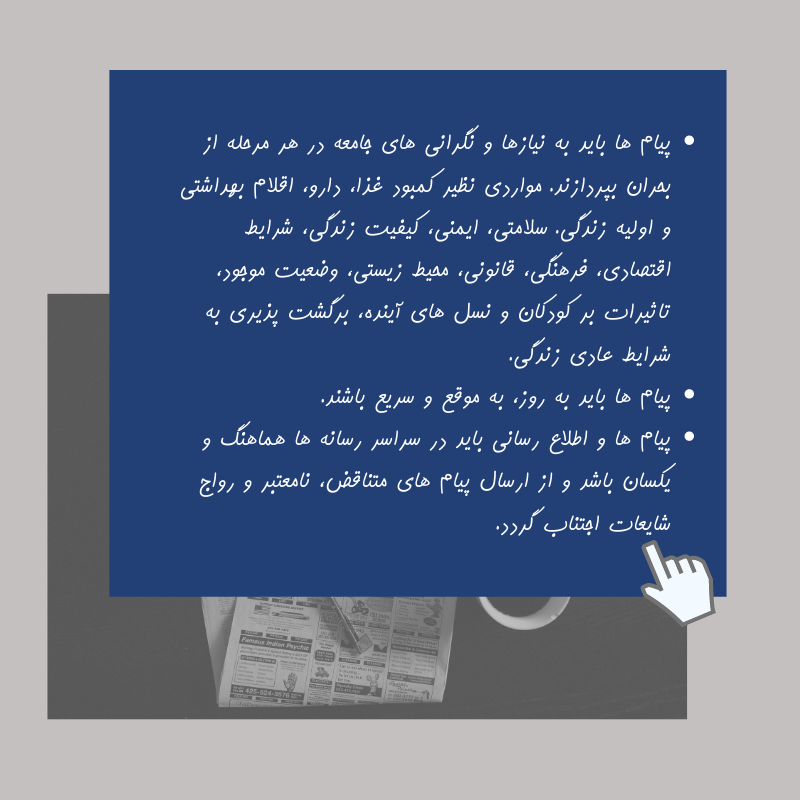 • پیام ها باید به نیازها و نگرانی های جامعه در هر مرحله از
بحران بپردازند. مواردی نظیر کمبود غذا، دارو، اقلام بهداشتی
و اولیه زندگی. سلامتی، ایمنی، کیفیت زندگی، شرایط
اقتصادی، فرهنگی، قانونی، محیط زیستی، وضعیت موجود،
تاثیرات بر کودکان و نسل های آینده، برگشت پذیری به
شرایط عادی زندگی.
• پیام ها باید به روز، به موقع و سریع باشند.
• پیام ها و اطلاع رسانی باید در سراسر رسانه ها هماهنگ و
یکسان باشد و از ارسال پیام های متناقض، نامعتبر و رواج
شایعات اجتناب گردد.
Famous Indian Psychic